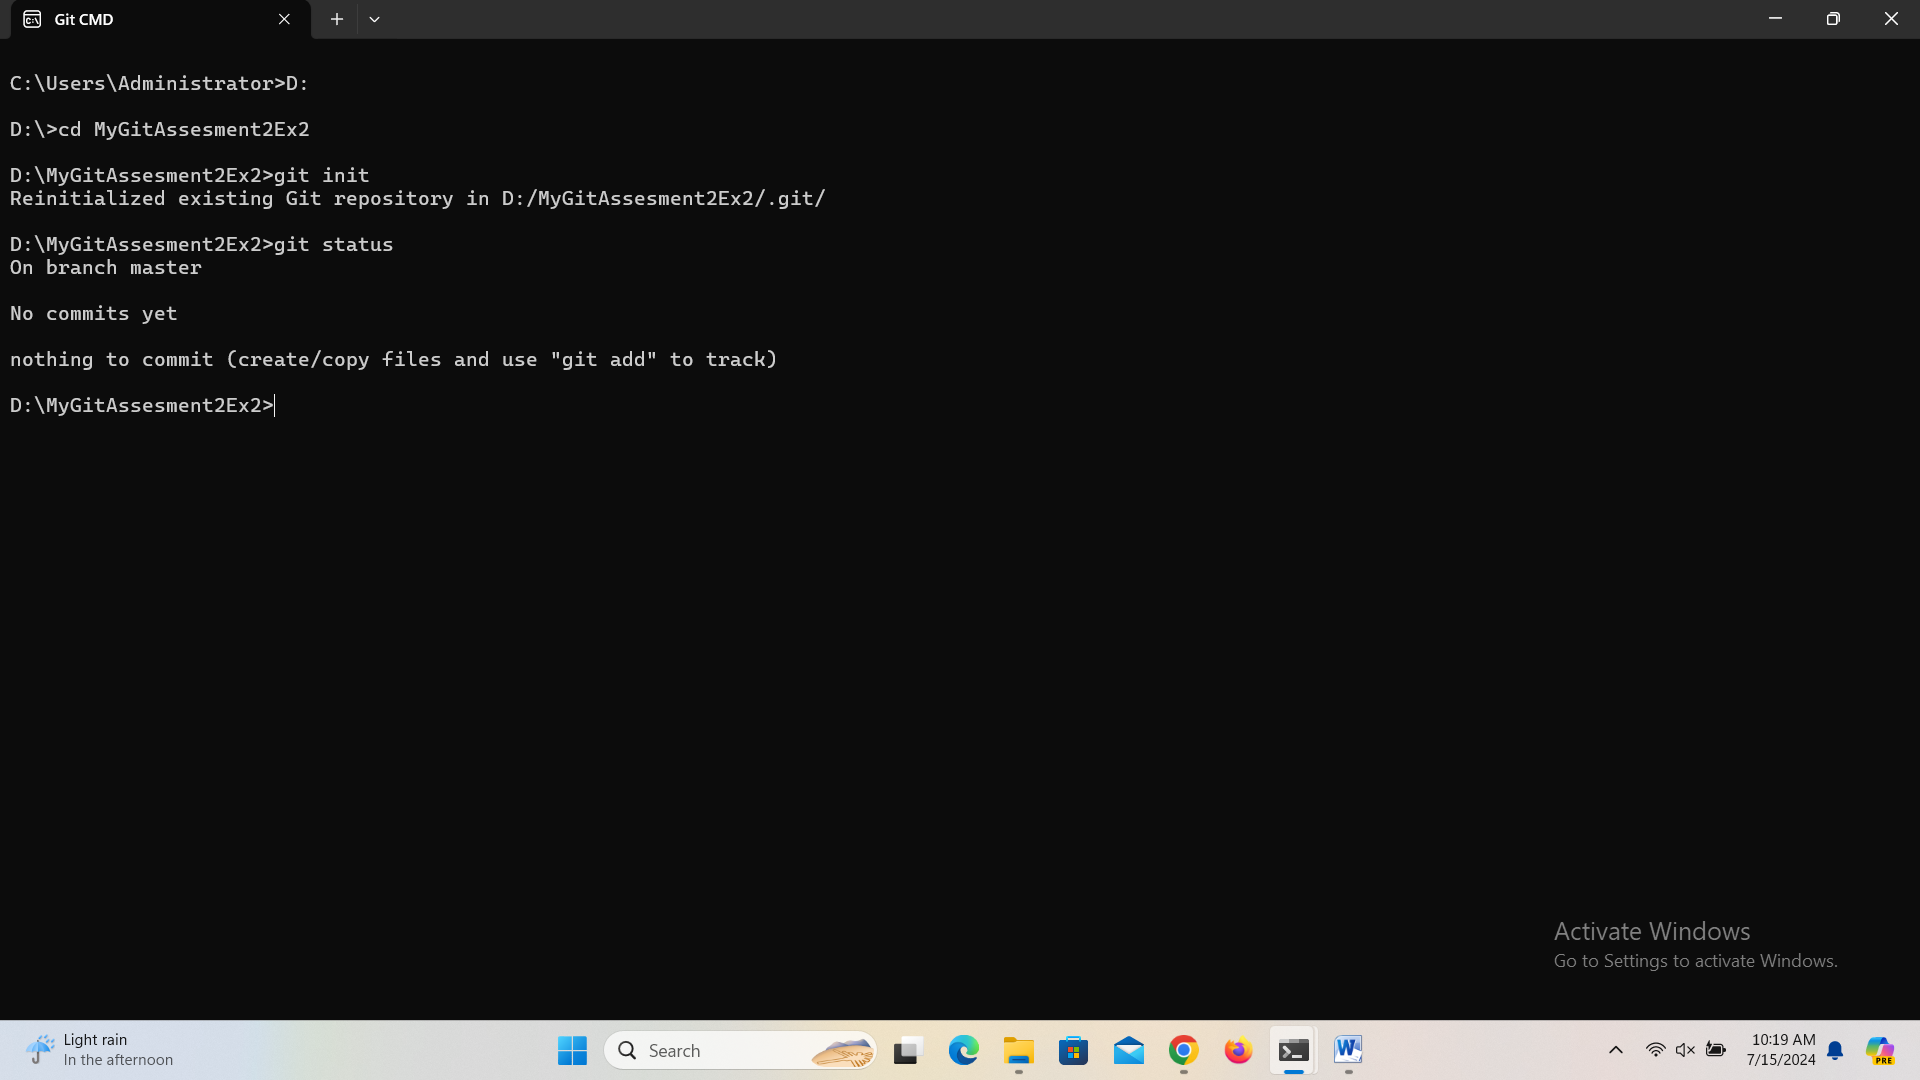 Git CMD
C:\Users\Administrator>D:
D:\>cd MyGitAssesment2Ex2
D:\MyGitAssesment2Ex2>git init
Reinitialized existing Git repository in D:/MyGitAssesment2Ex2/.git/
D:\MyGitAssesment2Ex2>git status
On branch master
No commits yet
nothing to commit (create/copy files and use "git add" to track)
D:\MyGitAssesment2Ex2>
Activate Windows
Go to Settings to activate Windows.
Light rain
In the afternoon
Search
10:19 AM
7/15/2024
PRE